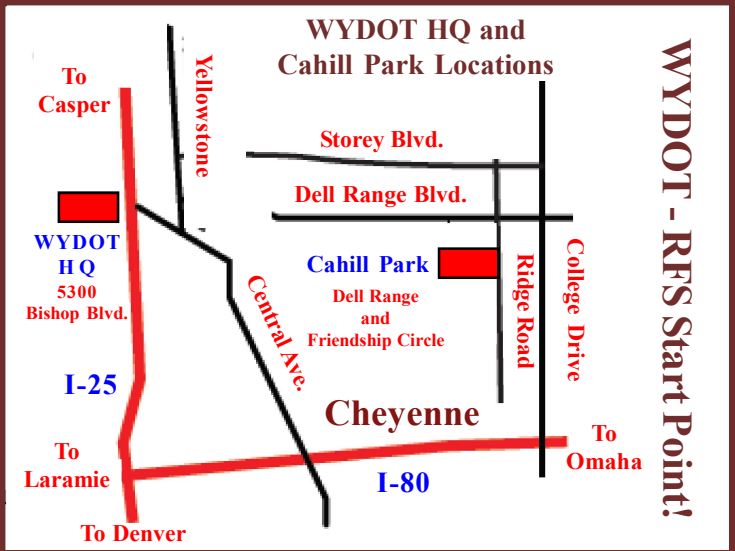 WYDOT HQ and
Cahill Park Locations
To
Casper
Yellowstone
Storey Blvd.
Dell Range Blvd.
WYDOT
HQ
5300
Bishop Blvd.
Cahill Park
Dell Range
and
Friendship Circle
Ridge Road
College Drive
Central Ave.
I-25
Cheyenne
To
Laramie
To
Omaha
I-80
To Denver
WYDOT - RFS Start Point!